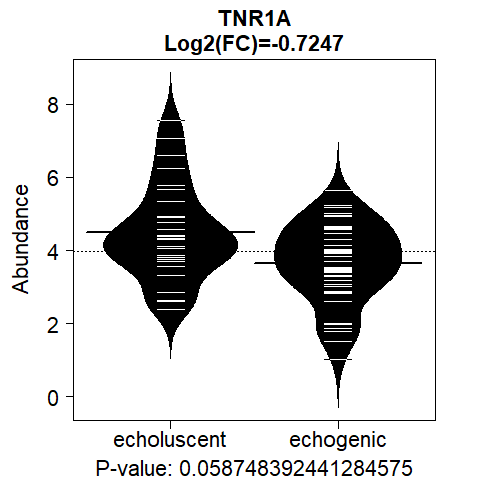 TNR1A
Log2(FC)=-0.7247
Abundance
8
6
4
2
0
echoluscent
echogenic
P-value: 0.058748392441284575